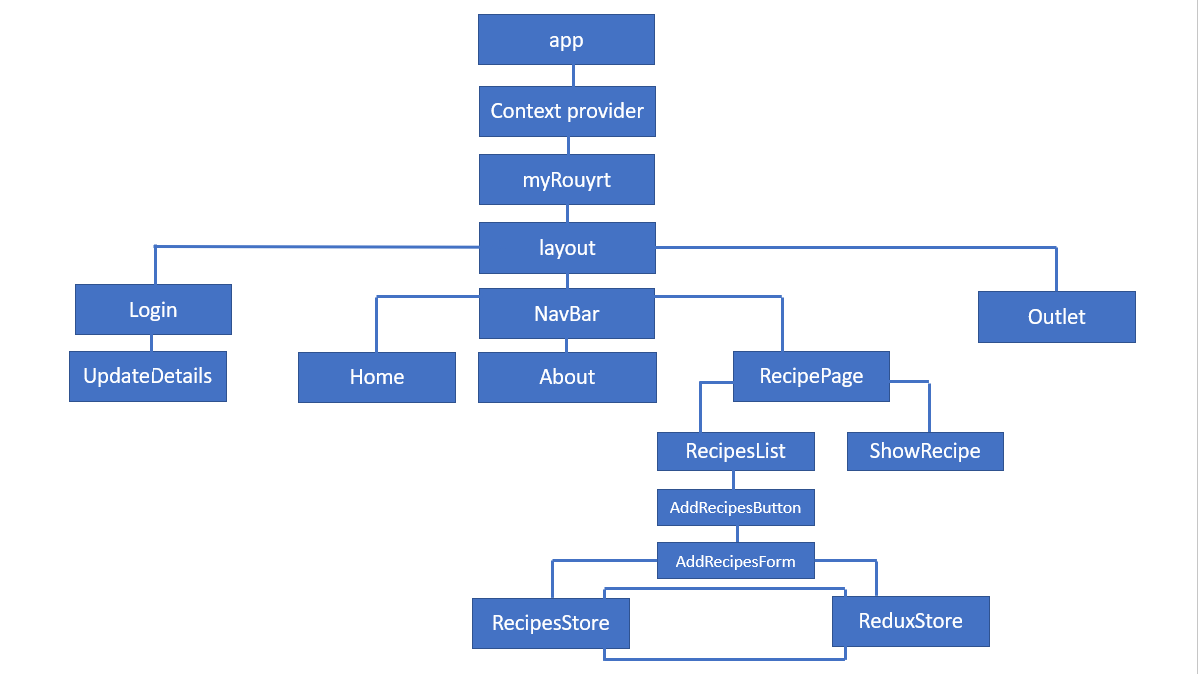 app
Context provider
myRouyrt
layout
Login
NavBar
Outlet
UpdateDetails
Home
About
RecipePage
RecipesList
ShowRecipe
AddRecipesButton
AddRecipesForm
RecipesStore
ReduxStore